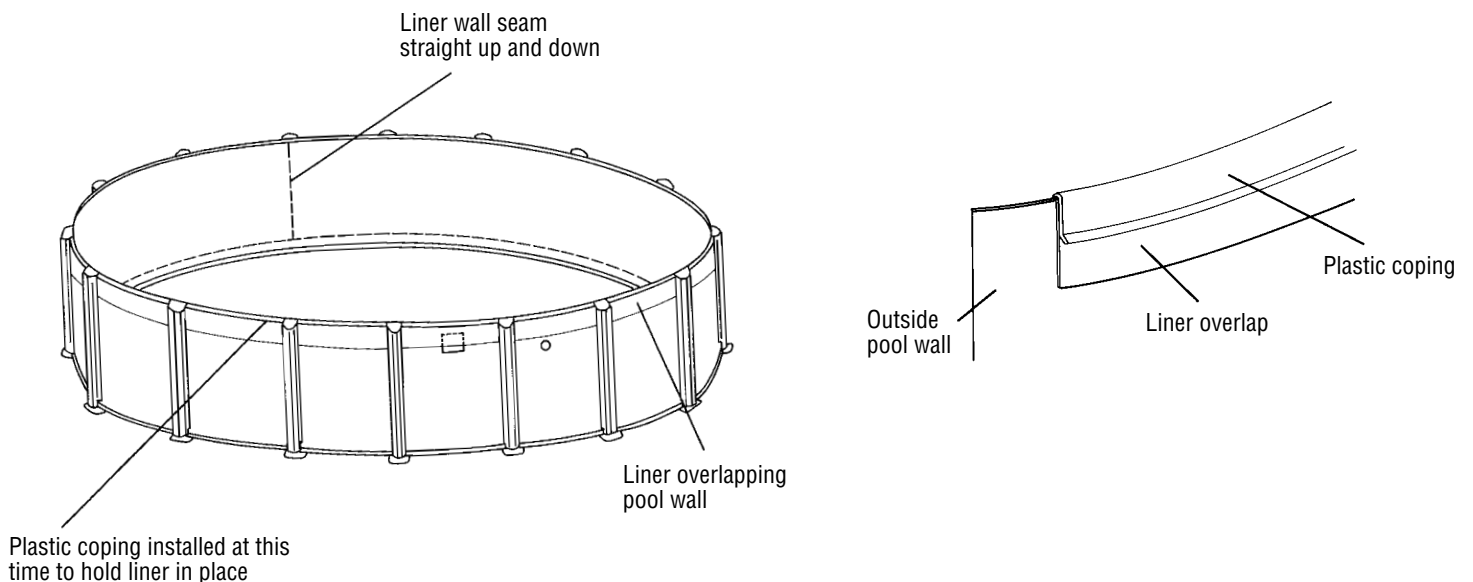 Liner wall seam
straight up and down
Plastic coping
Outside
pool wall
Liner overlap
Liner overlapping
pool wall
Plastic coping installed at this
time to hold liner in place